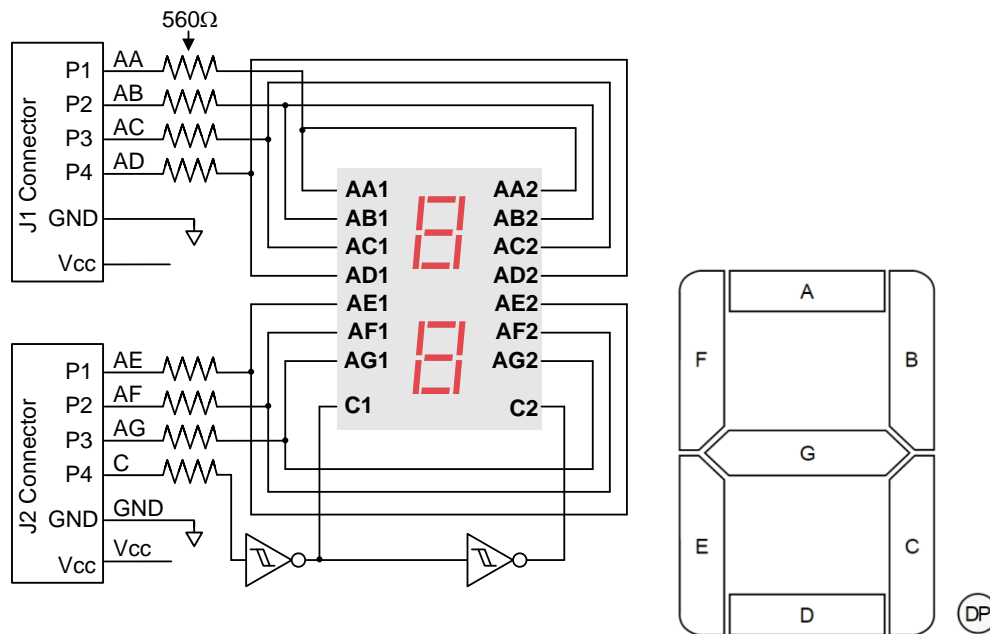 560Ω
J1 Connector
P1 AA
P2 AB
P3 AC
P4 AD
GND
Vcc
AA1 AA2
AB1 AB2
AC1 AC2
AD1 AD2
AE1 AE2
AF1 AF2
AG1 AG2
C1 C2
J2 Connector
P1 AE
P2 AF
P3 AG
P4 C
GND GND
Vcc Vcc
A
F B
G
E C
D
DP